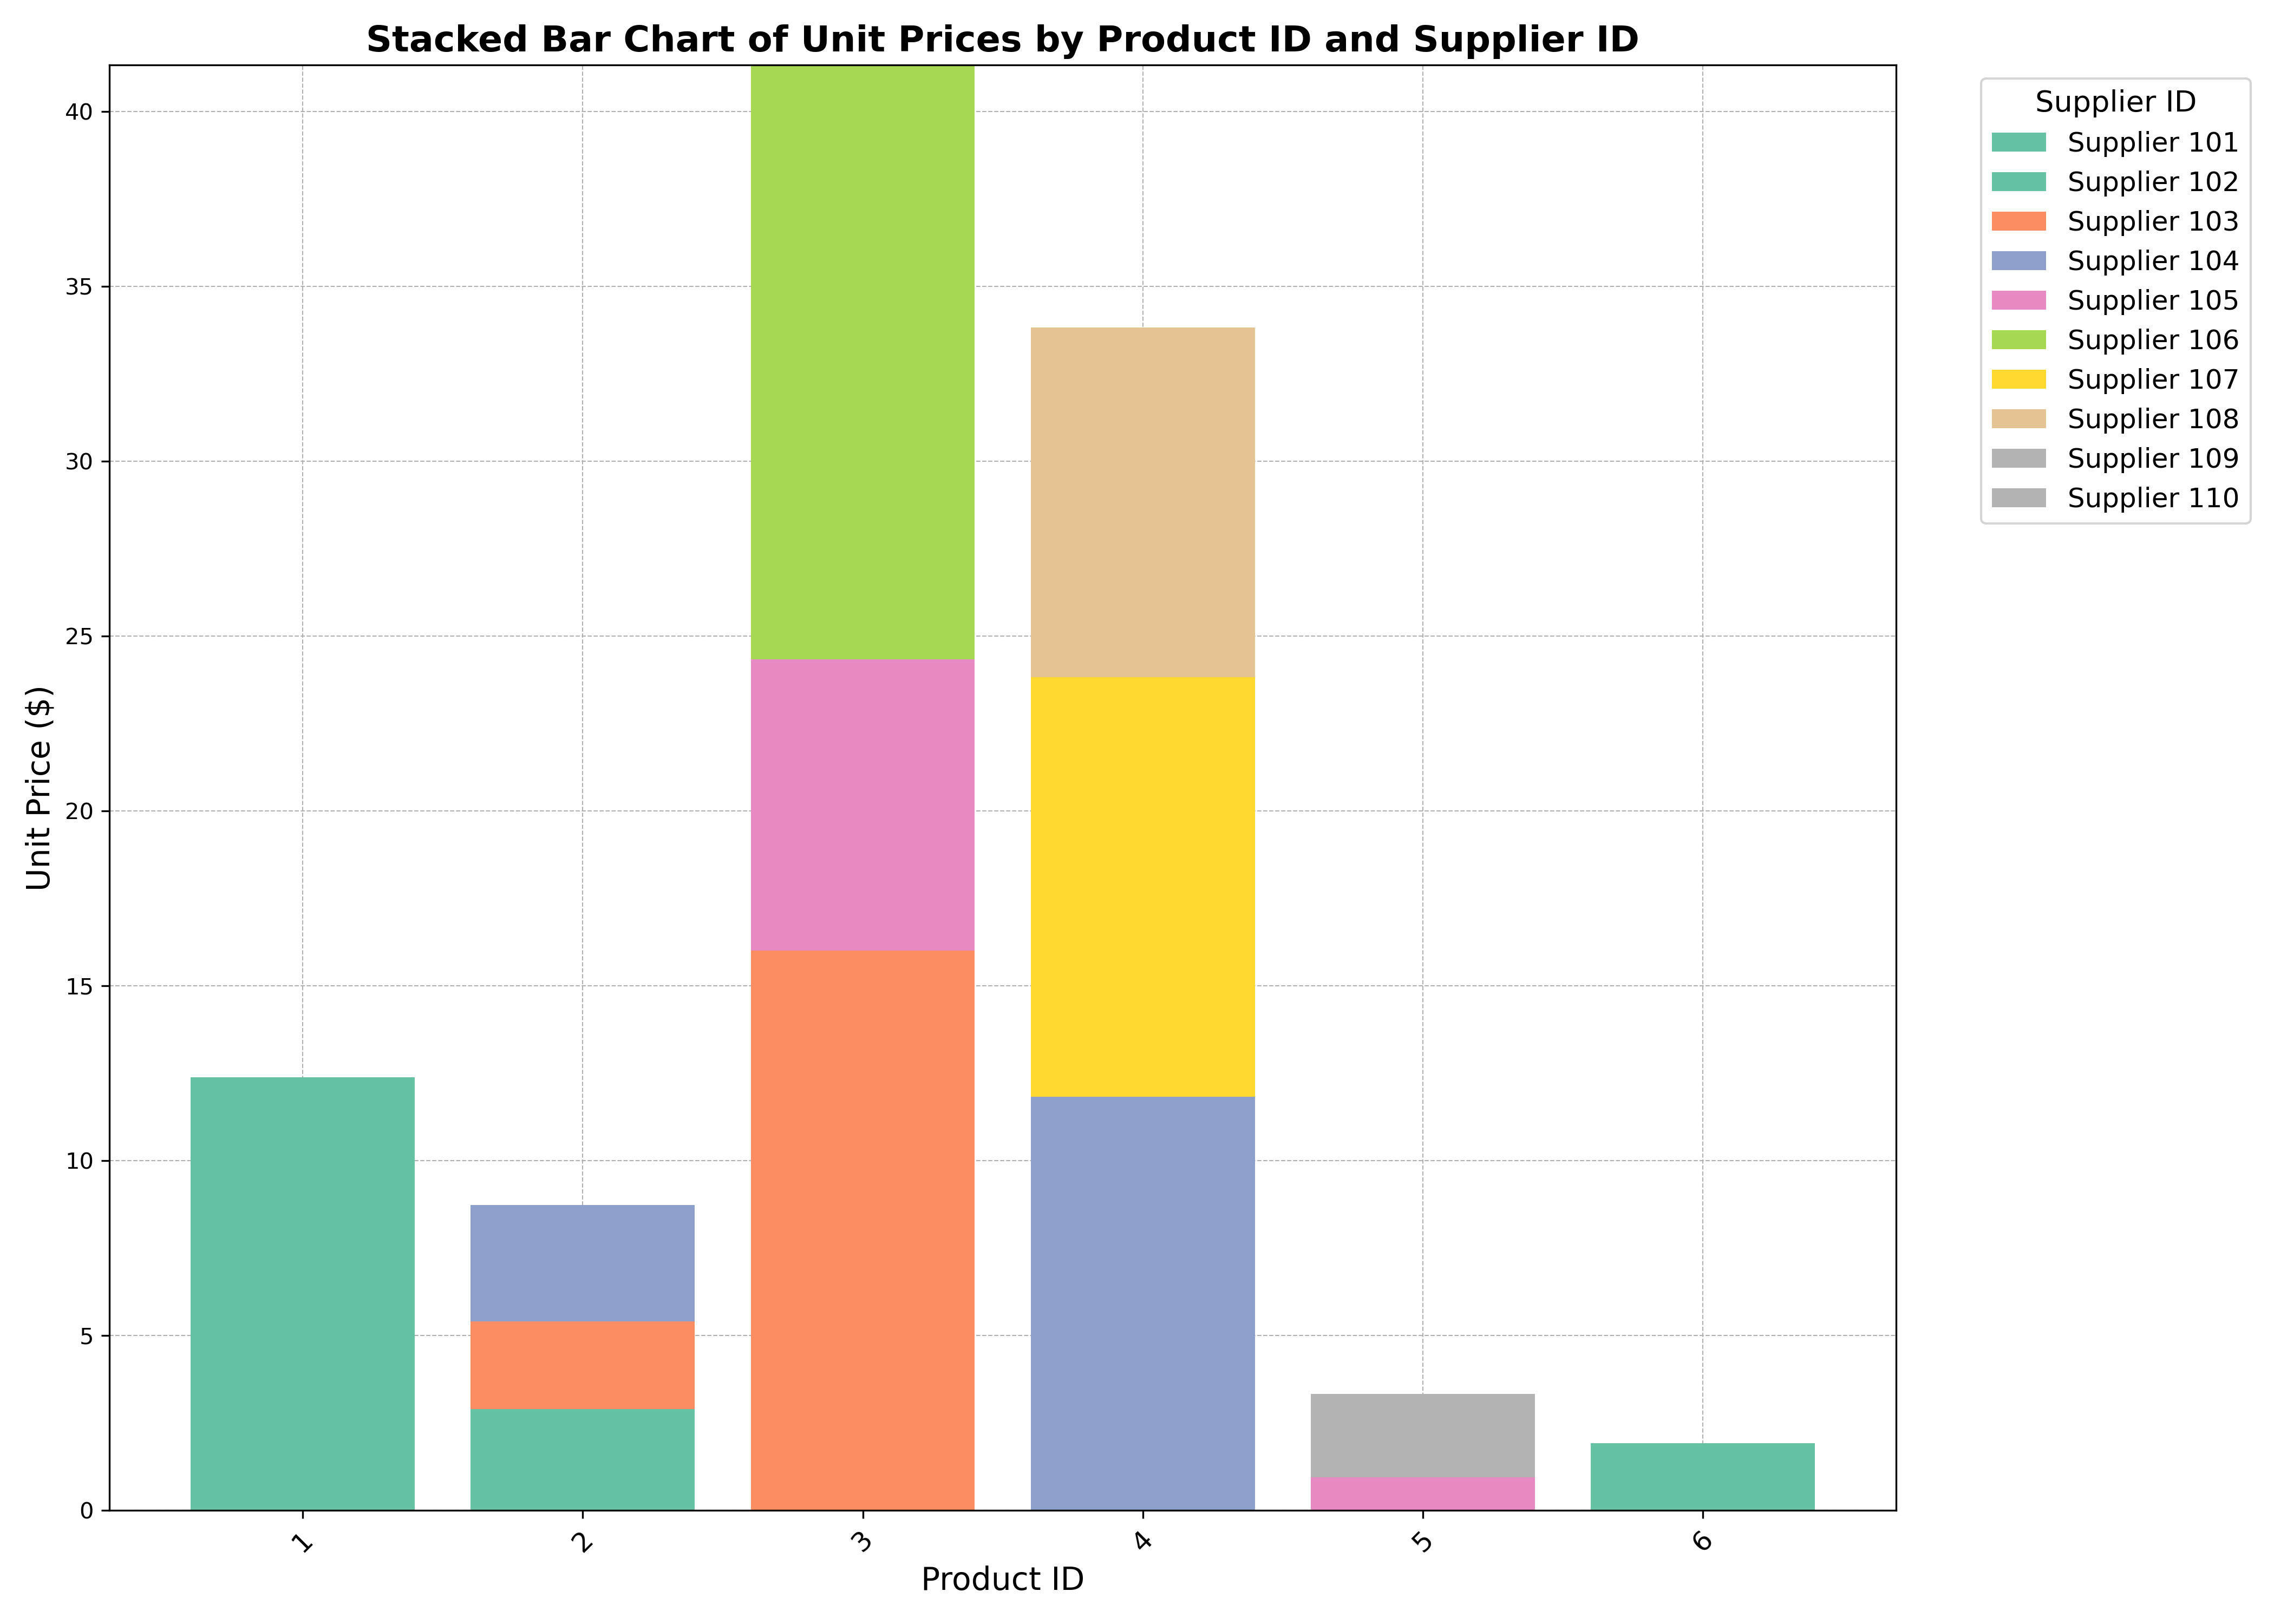 Stacked Bar Chart of Unit Prices by Product ID and Supplier ID
40
35
30
25
20
15
10
5
0
Unit Price ($)
1
2
3
4
5
6
Product ID
Supplier ID
Supplier 101
Supplier 102
Supplier 103
Supplier 104
Supplier 105
Supplier 106
Supplier 107
Supplier 108
Supplier 109
Supplier 110